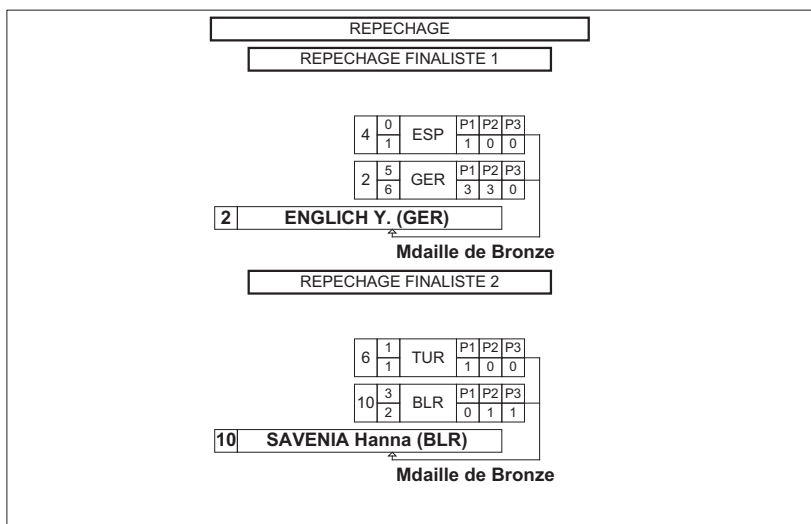 REPECHAGE
REPECHAGE FINALISTE 1
4 0 ESP P1 P2 P3
1 1 0 0
2 5 GER P1 P2 P3
6 3 3 0
2 ENGLICH Y. (GER)
Mdaille de Bronze
REPECHAGE FINALISTE 2
6 1 TUR P1 P2 P3
1 1 0 0
10 3 BLR P1 P2 P3
2 0 1 1
10 SAVENIA Hanna (BLR)
Mdaille de Bronze